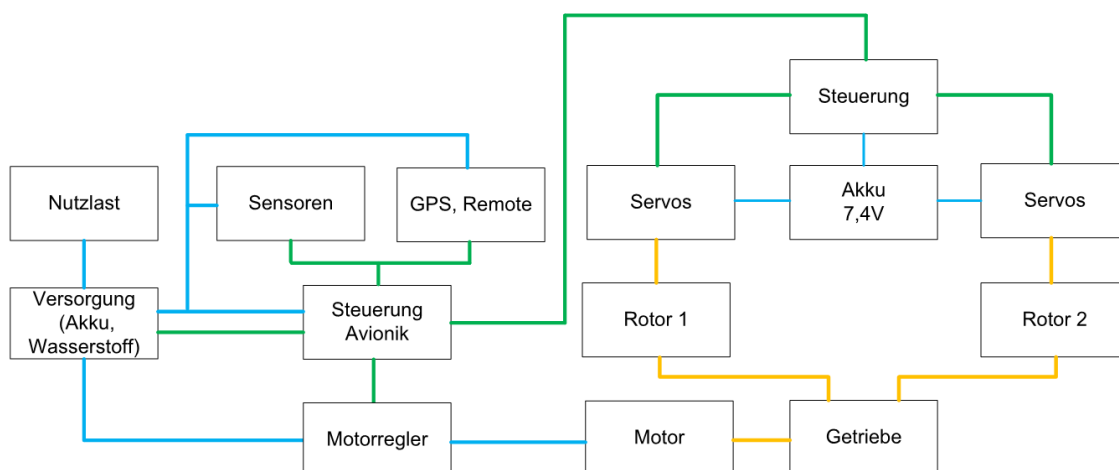 Steuerung
Nutzlast
Sensoren
GPS, Remote
Servos
Akku
7,4V
Servos
Versorgung
(Akku,
Wasserstoff)
Steuerung
Avionik
Rotor 1
Rotor 2
Motorregler
Motor
Getriebe